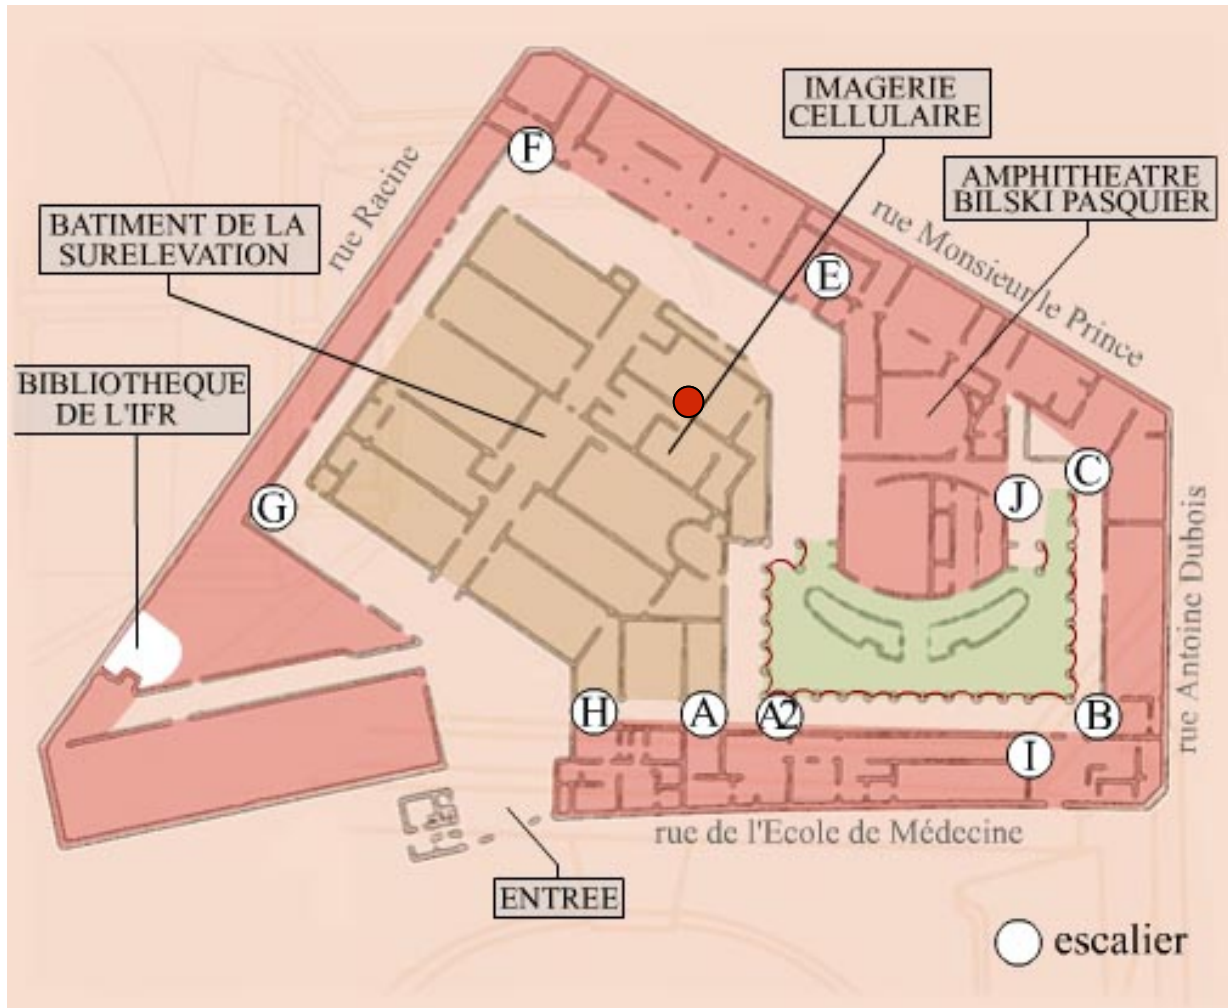 IMAGERIE
CELLULAIRE
F
AMPHITHEATRE
BILSKI PASQUIER
rue Racine
BATIMENT DE LA
SURELEVATION
rue Monsieur le Prince
E
BIBLIOTHEQUE
DE L'IFR
C
G
J
rue Antoine Dubois
H
A
A2
B
I
rue de l'Ecole de Médecine
ENTREE
escalier